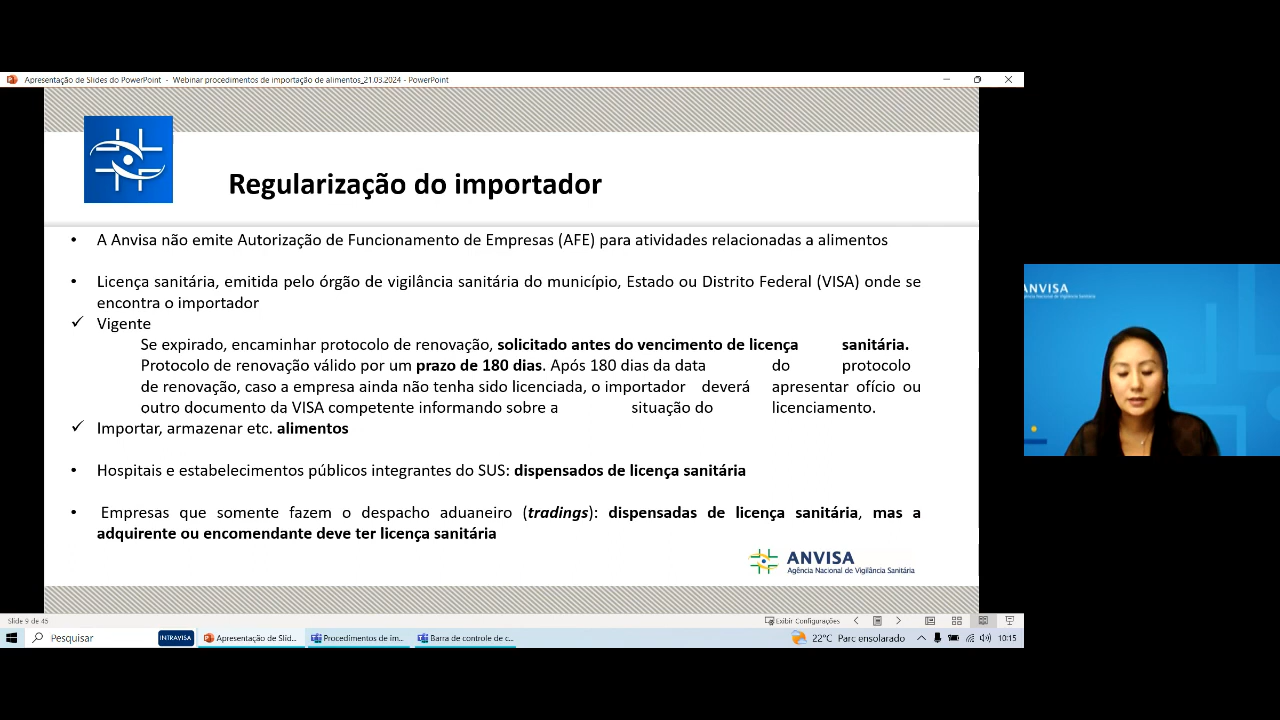 Apresentação de Slides do PowerPoint - Webinar procedimentos de importação de alimentos_21.03.2024 - PowerPoint
Regularização do importador
• A Anvisa não emite Autorização de Funcionamento de Empresas (AFE) para atividades relacionadas a alimentos
• Licença sanitária, emitida pelo órgão de vigilância sanitária do município, Estado ou Distrito Federal (VISA) onde se
encontra o importador
✓ Vigente
Se expirado, encaminhar protocolo de renovação, solicitado antes do vencimento de licença sanitária.
Protocolo de renovação válido por um prazo de 180 dias. Após 180 dias da data do protocolo
de renovação, caso a empresa ainda não tenha sido licenciada, o importador deverá apresentar ofício ou
outro documento da VISA competente informando sobre a situação do licenciamento.
✓ Importar, armazenar etc. alimentos
• Hospitais e estabelecimentos públicos integrantes do SUS: dispensados de licença sanitária
• Empresas que somente fazem o despacho aduaneiro (tradings): dispensadas de licença sanitária, mas a
adquirente ou encomendante deve ter licença sanitária
ANVISA
Agência Nacional de Vigilância Sanitária
ANVISA
Agência Nacional de Vigilância Sanitária
Slide 9 de 45
Exibir Configurações
Pesquisar
INTRAVISA
Apresentação de Slid...
Procedimentos de im...
Barra de controle de c...
22°C Parc ensolarado
10:15